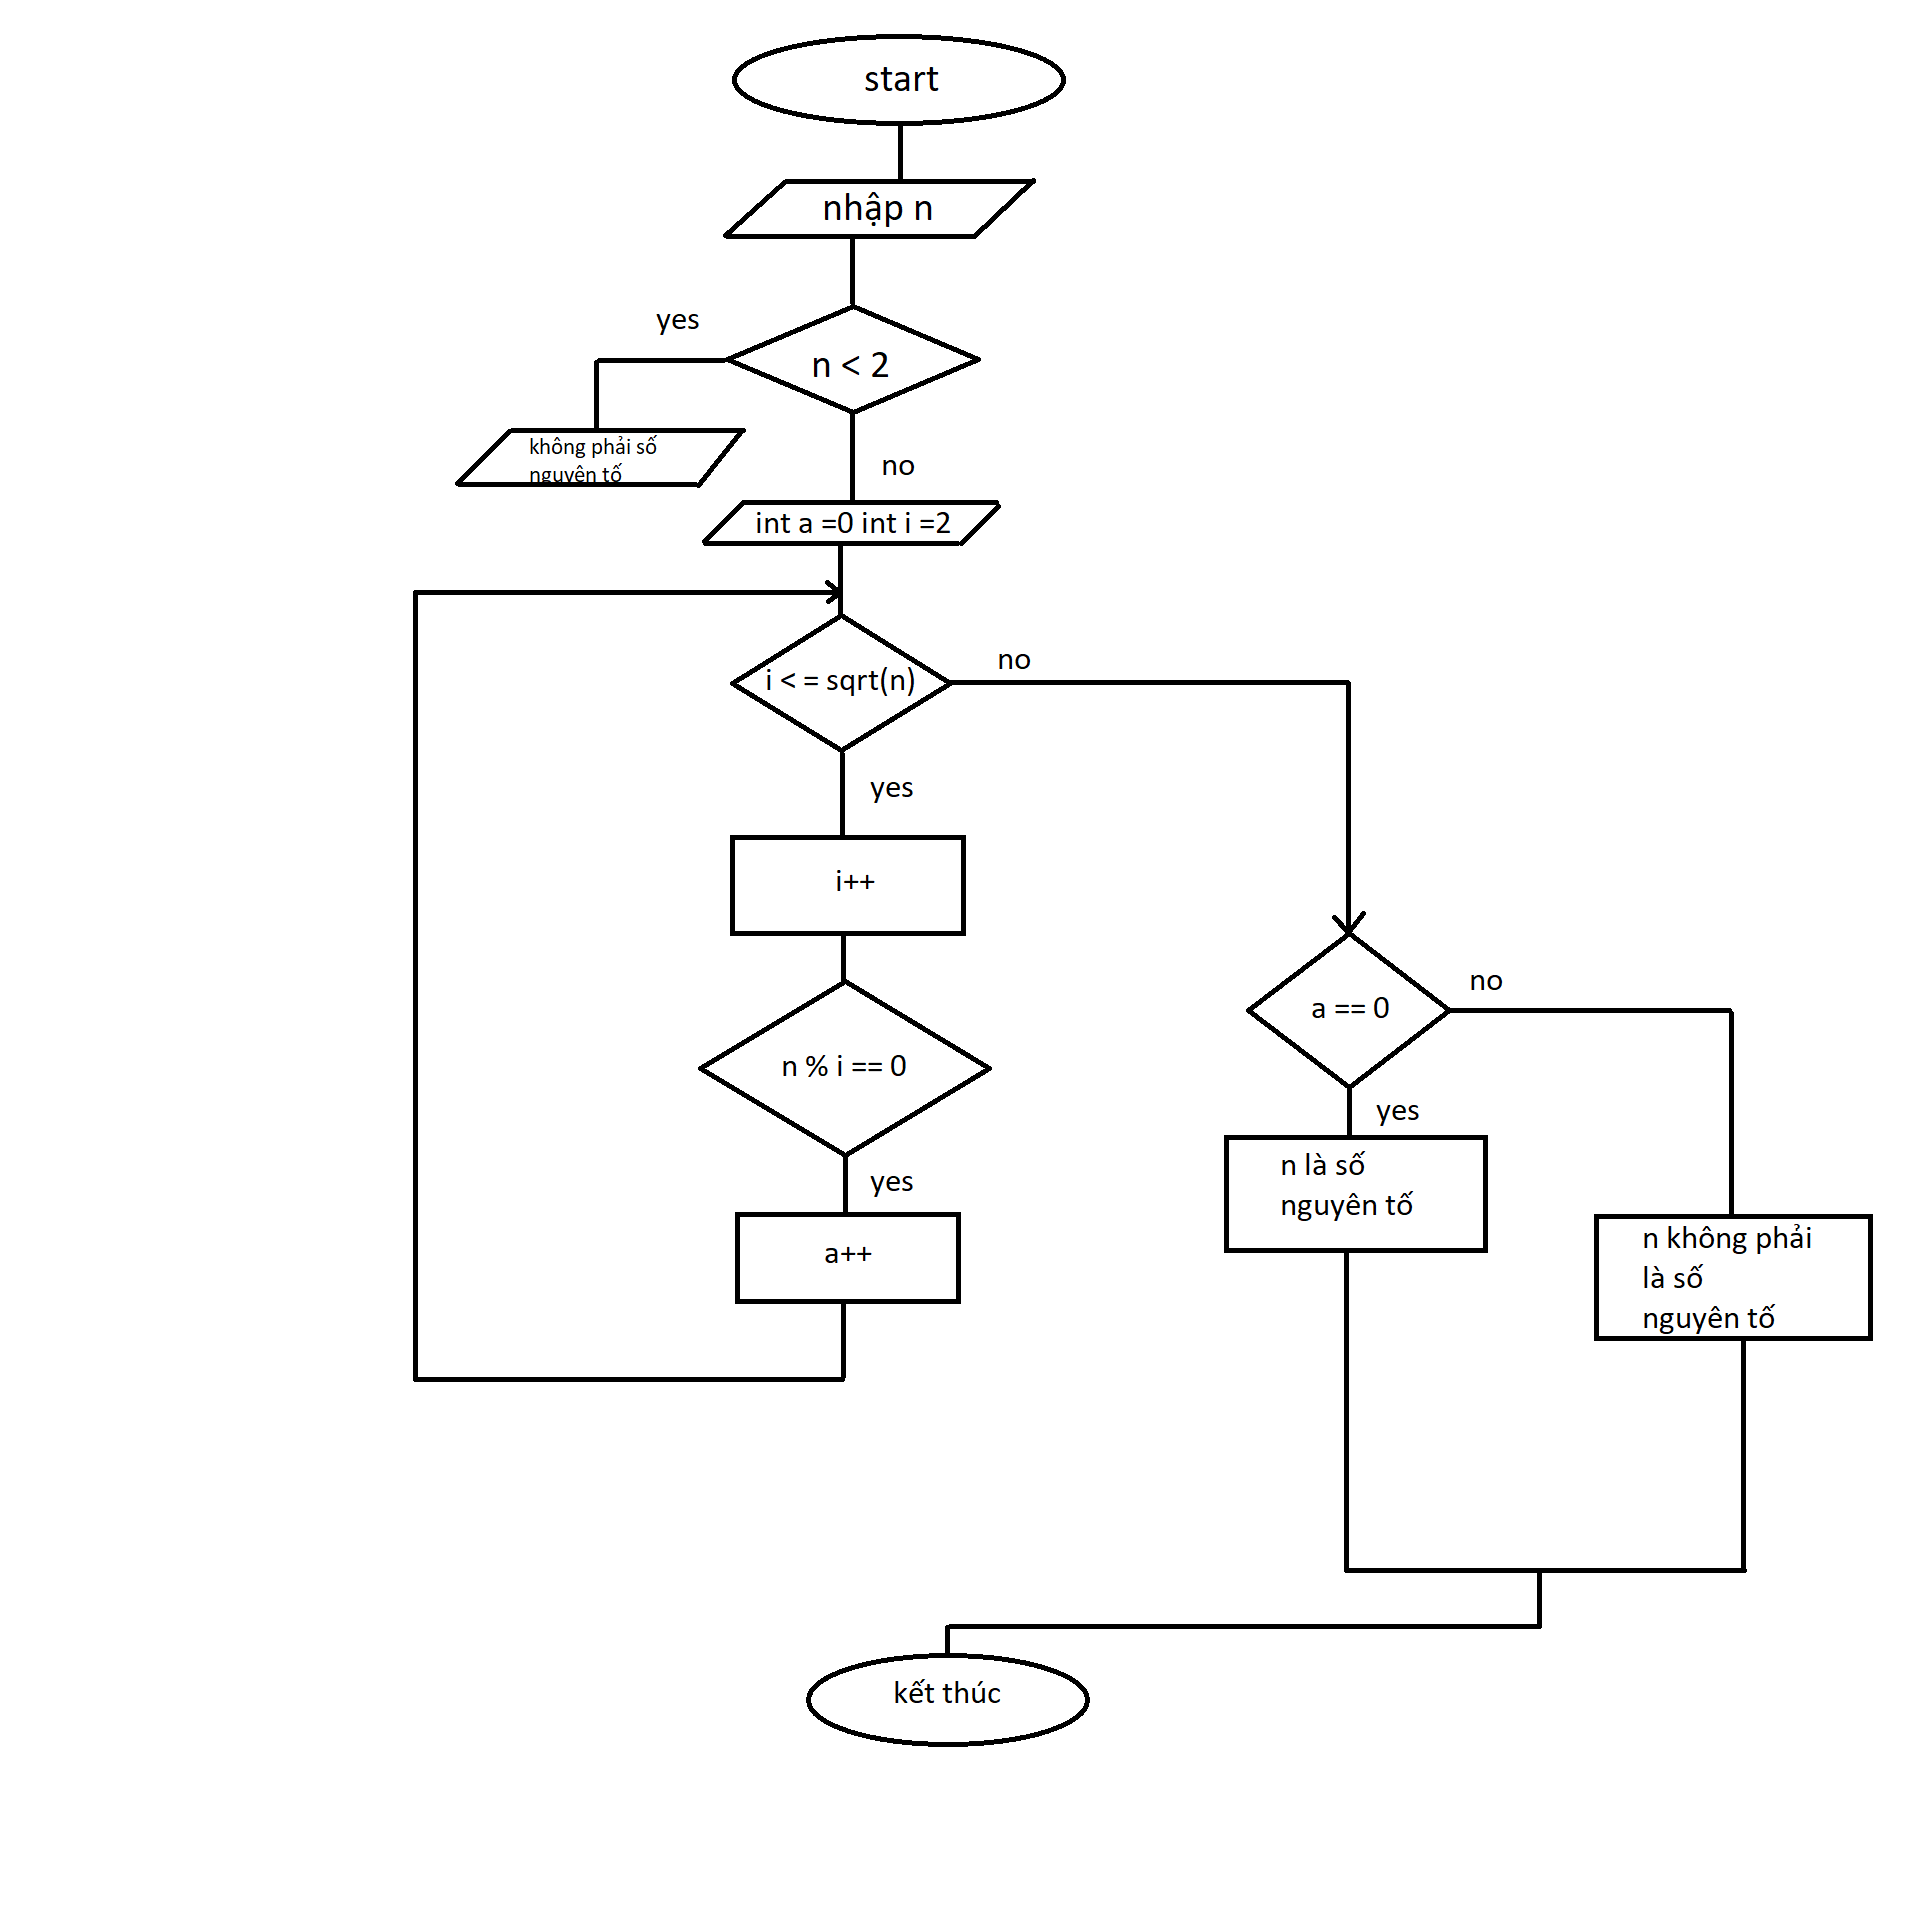 start
nhập n
yes
n < 2
không phải số
nguyên tố
no
int a =0 int i =2
i < = sqrt(n)
no
yes
i++
n % i == 0
yes
a++
a == 0
no
yes
n là số
nguyên tố
n không phải
là số
nguyên tố
kết thúc